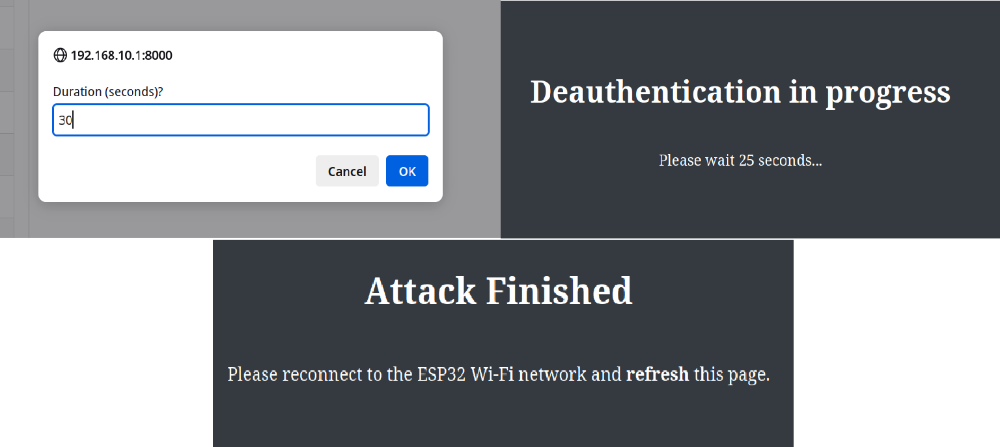 192.168.10.1:8000
Duration (seconds)?
30
Cancel
OK
Deauthentication in progress
Please wait 25 seconds...
Attack Finished
Please reconnect to the ESP32 Wi-Fi network and refresh this page.